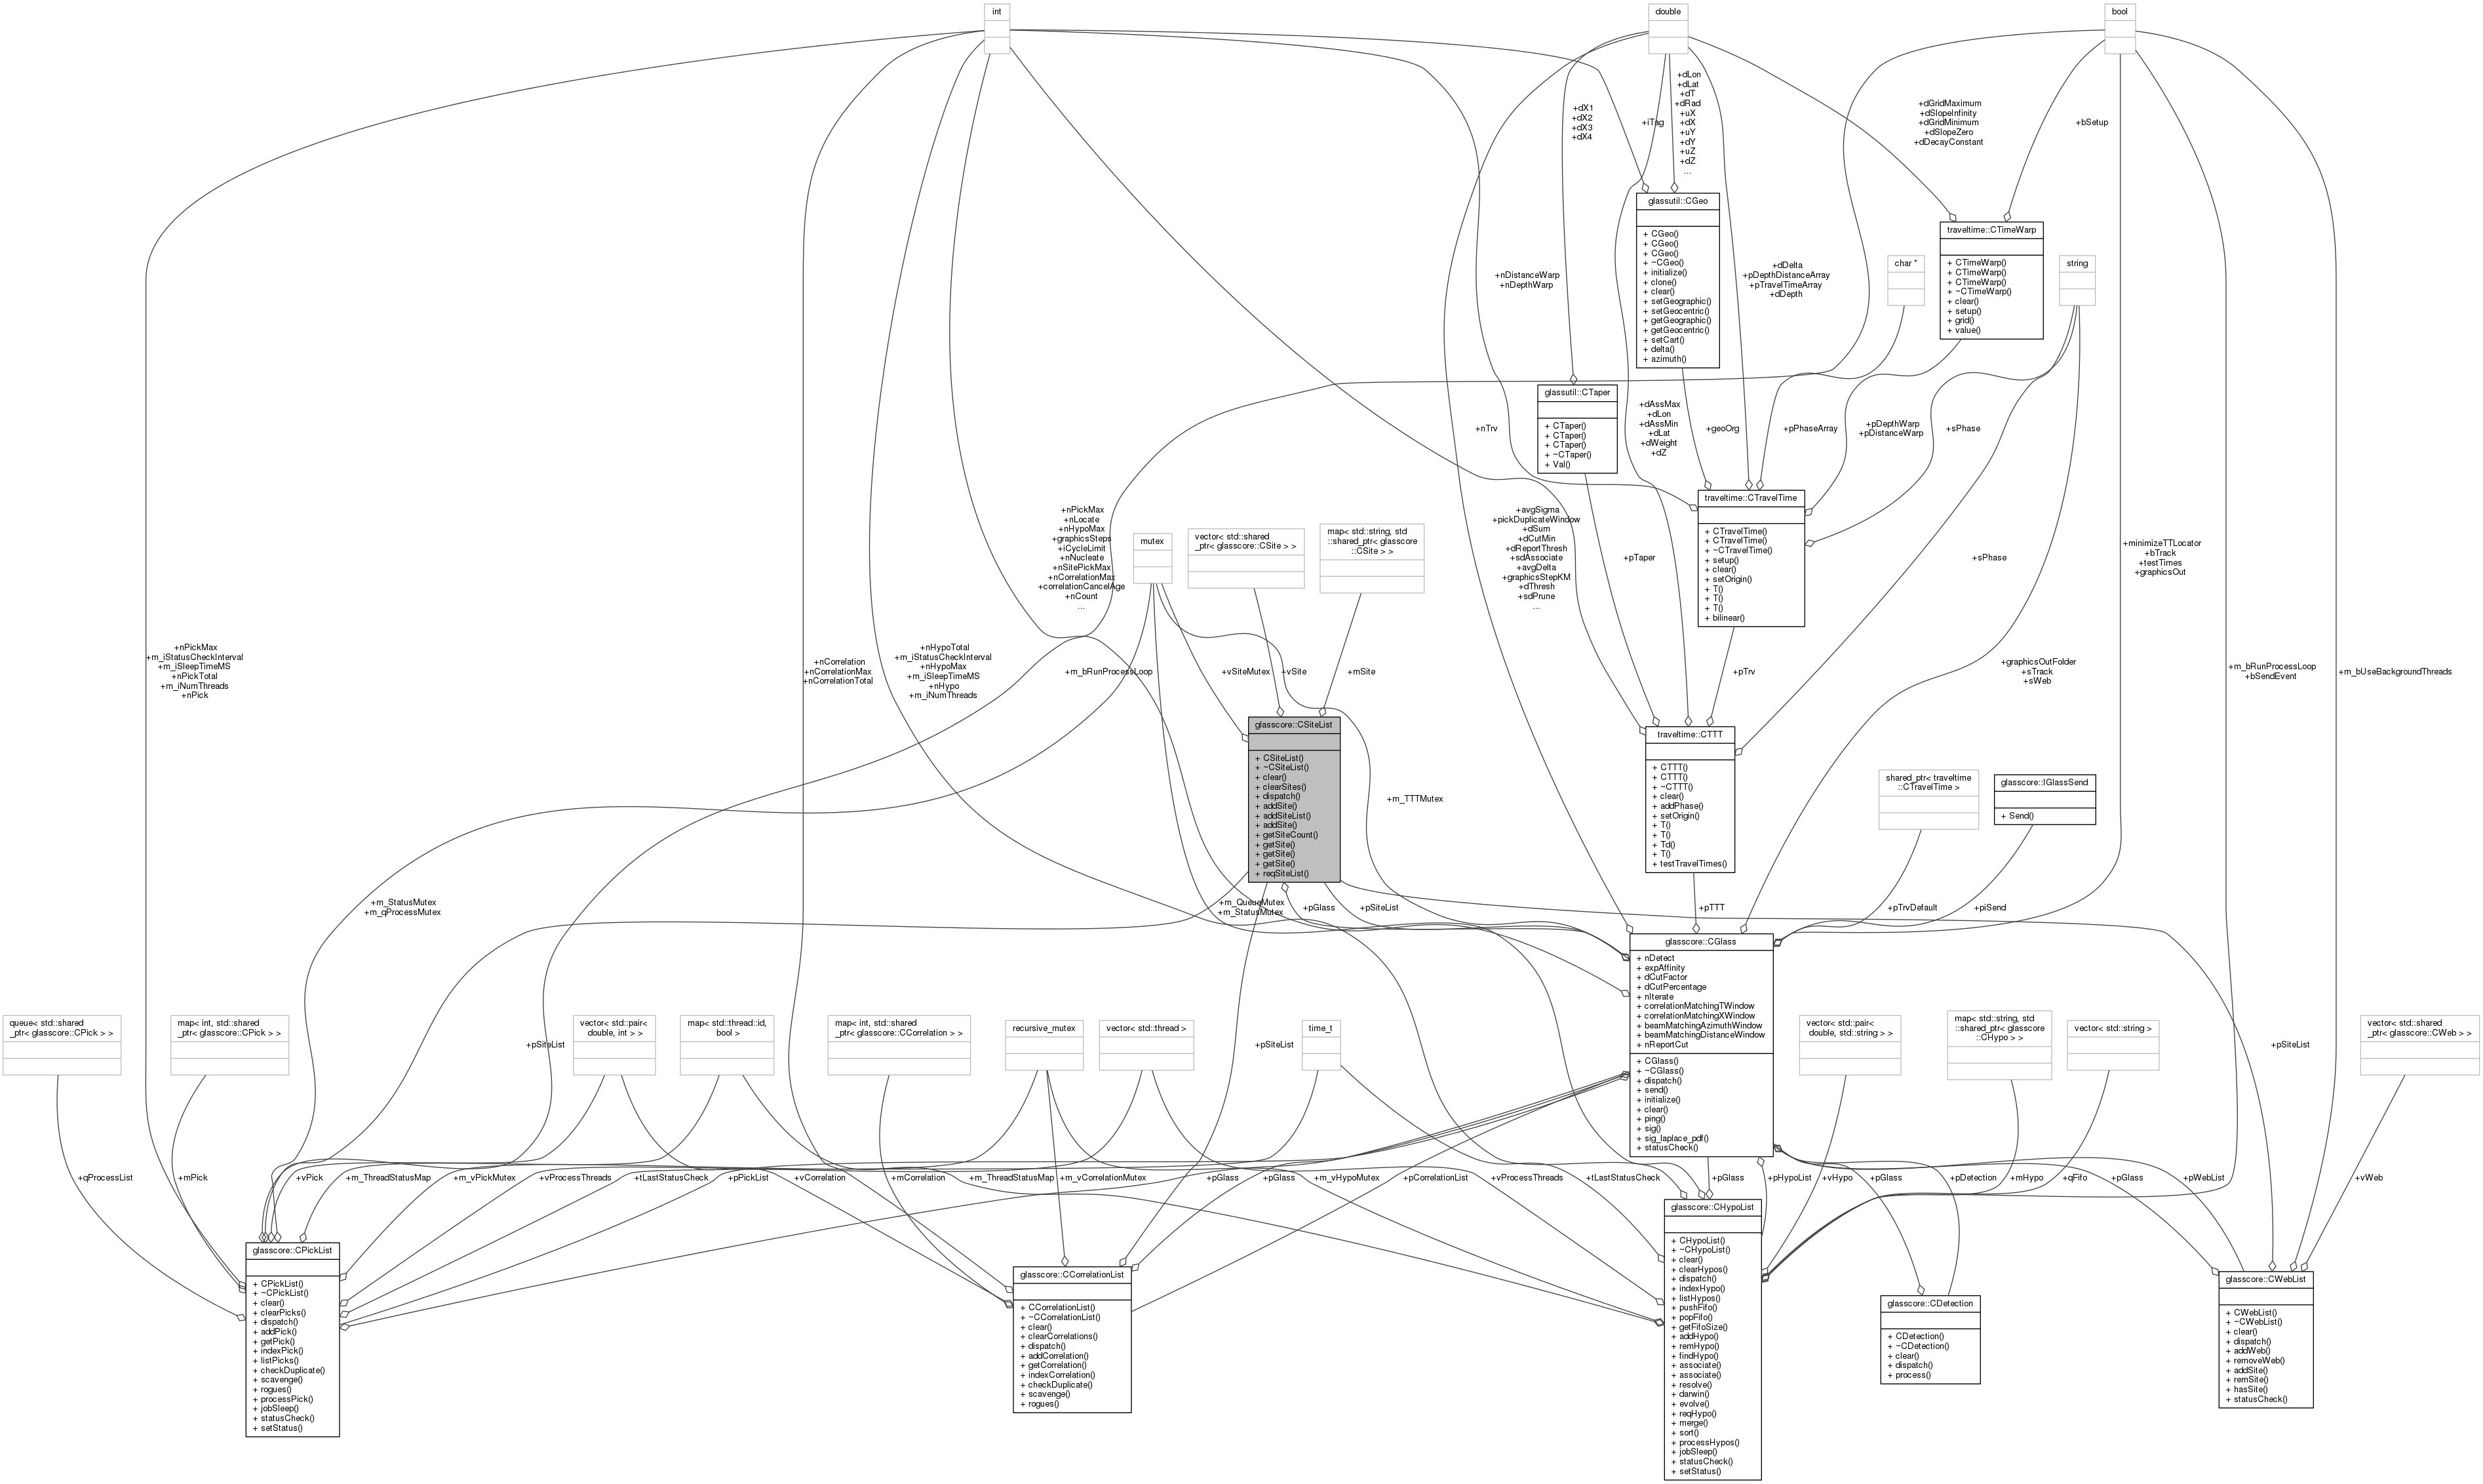 int
double
bool
+dLon
+dLat
+dT
+dRad
+uX
+dX
+uY
+dY
+uZ
+dZ
...
+dX1
+dX2
+dX3
+dX4
+iTag
+dGridMaximum
+dSlopeInfinity
+dGridMinimum
+dSlopeZero
+dDecayConstant
+bSetup
glassutil::CGeo
+ CGeo()
+ CGeo()
+ CGeo()
+ ~CGeo()
+ initialize()
+ clone()
+ clear()
+ setGeographic()
+ setGeocentric()
+ getGeographic()
+ getGeocentric()
+ setCart()
+ delta()
+ azimuth()
traveltime::CTimeWarp
+ CTimeWarp()
+ CTimeWarp()
+ CTimeWarp()
+ ~CTimeWarp()
+ clear()
+ setup()
+ grid()
+ value()
char *
string
+nDistanceWarp
+nDepthWarp
+dDelta
+pDepthDistanceArray
+pTravelTimeArray
+dDepth
glassutil::CTaper
+ CTaper()
+ CTaper()
+ CTaper()
+ ~CTaper()
+ Val()
+dAssMax
+dLon
+dAssMin
+dLat
+dWeight
+dZ
+nTrv
+geoOrg
+pPhaseArray
+pDepthWarp
+pDistanceWarp
+sPhase
traveltime::CTravelTime
+ CTravelTime()
+ CTravelTime()
+ ~CTravelTime()
+ setup()
+ clear()
+ setOrigin()
+ T()
+ T()
+ T()
+ bilinear()
+nPickMax
+nLocate
+nHypoMax
+graphicsSteps
+iCycleLimit
+nNucleate
+nSitePickMax
+nCorrelationMax
+correlationCancelAge
+nCount
...
mutex
vector< std::shared
_ptr< glasscore::CSite > >
map< std::string, std
::shared_ptr< glasscore
::CSite > >
+avgSigma
+pickDuplicateWindow
+dSum
+dCutMin
+dReportThresh
+sdAssociate
+avgDelta
+graphicsStepKM
+dThresh
+sdPrune
...
+pTaper
+sPhase
+minimizeTTLocator
+bTrack
+testTimes
+graphicsOut
+nPickMax
+m_iStatusCheckInterval
+m_iSleepTimeMS
+nPickTotal
+m_iNumThreads
+nPick
+nCorrelation
+nCorrelationMax
+nCorrelationTotal
+nHypoTotal
+m_iStatusCheckInterval
+nHypoMax
+m_iSleepTimeMS
+nHypo
+m_iNumThreads
+m_bRunProcessLoop
+vSiteMutex
+vSite
+mSite
+pTrv
+graphicsOutFolder
+sTrack
+sWeb
+m_bRunProcessLoop
+bSendEvent
+m_bUseBackgroundThreads
glasscore::CSiteList
+ CSiteList()
+ ~CSiteList()
+ clear()
+ clearSites()
+ dispatch()
+ addSite()
+ addSiteList()
+ addSite()
+ getSiteCount()
+ getSite()
+ getSite()
+ getSite()
+ reqSiteList()
+m_TTTMutex
traveltime::CTTT
+ CTTT()
+ CTTT()
+ ~CTTT()
+ clear()
+ addPhase()
+ setOrigin()
+ T()
+ T()
+ Td()
+ T()
+ testTravelTimes()
shared_ptr< traveltime
::CTravelTime >
glasscore::IGlassSend
+ Send()
+m_StatusMutex
+m_qProcessMutex
+m_QueueMutex
+m_StatusMutex
+pGlass
+pSiteList
+pTTT
+pTrvDefault
+piSend
glasscore::CGlass
+ nDetect
+ expAffinity
+ dCutFactor
+ dCutPercentage
+ nIterate
+ correlationMatchingTWindow
+ correlationMatchingXWindow
+ beamMatchingAzimuthWindow
+ beamMatchingDistanceWindow
+ nReportCut
+ CGlass()
+ ~CGlass()
+ dispatch()
+ send()
+ initialize()
+ clear()
+ ping()
+ sig()
+ sig_laplace_pdf()
+ statusCheck()
queue< std::shared
_ptr< glasscore::CPick > >
map< int, std::shared
_ptr< glasscore::CPick > >
+pSiteList
vector< std::pair<
double, int > >
map< std::thread::id,
bool >
map< int, std::shared
_ptr< glasscore::CCorrelation > >
recursive_mutex
vector< std::thread >
+pSiteList
time_t
vector< std::pair<
double, std::string > >
map< std::string, std
::shared_ptr< glasscore
::CHypo > >
vector< std::string >
+pSiteList
vector< std::shared
_ptr< glasscore::CWeb > >
+qProcessList
+mPick
+vPick
+m_ThreadStatusMap
+m_vPickMutex
+vProcessThreads
+tLastStatusCheck
+pPickList
+vCorrelation
+mCorrelation
+m_ThreadStatusMap
+m_vCorrelationMutex
+pGlass
+pGlass
+m_vHypoMutex
+pCorrelationList
+vProcessThreads
+tLastStatusCheck
+pGlass
+pHypoList
+vHypo
+pGlass
+pDetection
+mHypo
+qFifo
+pGlass
+pWebList
+vWeb
glasscore::CPickList
+ CPickList()
+ ~CPickList()
+ clear()
+ clearPicks()
+ dispatch()
+ addPick()
+ getPick()
+ indexPick()
+ listPicks()
+ checkDuplicate()
+ scavenge()
+ rogues()
+ processPick()
+ jobSleep()
+ statusCheck()
+ setStatus()
glasscore::CCorrelationList
+ CCorrelationList()
+ ~CCorrelationList()
+ clear()
+ clearCorrelations()
+ dispatch()
+ addCorrelation()
+ getCorrelation()
+ indexCorrelation()
+ checkDuplicate()
+ scavenge()
+ rogues()
glasscore::CHypoList
+ CHypoList()
+ ~CHypoList()
+ clear()
+ clearHypos()
+ dispatch()
+ indexHypo()
+ listHypos()
+ pushFifo()
+ popFifo()
+ getFifoSize()
+ addHypo()
+ remHypo()
+ findHypo()
+ associate()
+ associate()
+ resolve()
+ darwin()
+ evolve()
+ reqHypo()
+ merge()
+ sort()
+ processHypos()
+ jobSleep()
+ statusCheck()
+ setStatus()
glasscore::CDetection
+ CDetection()
+ ~CDetection()
+ clear()
+ dispatch()
+ process()
glasscore::CWebList
+ CWebList()
+ ~CWebList()
+ clear()
+ dispatch()
+ addWeb()
+ removeWeb()
+ addSite()
+ remSite()
+ hasSite()
+ statusCheck()